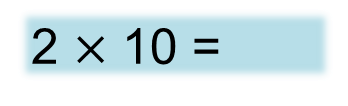 2 × 10 =